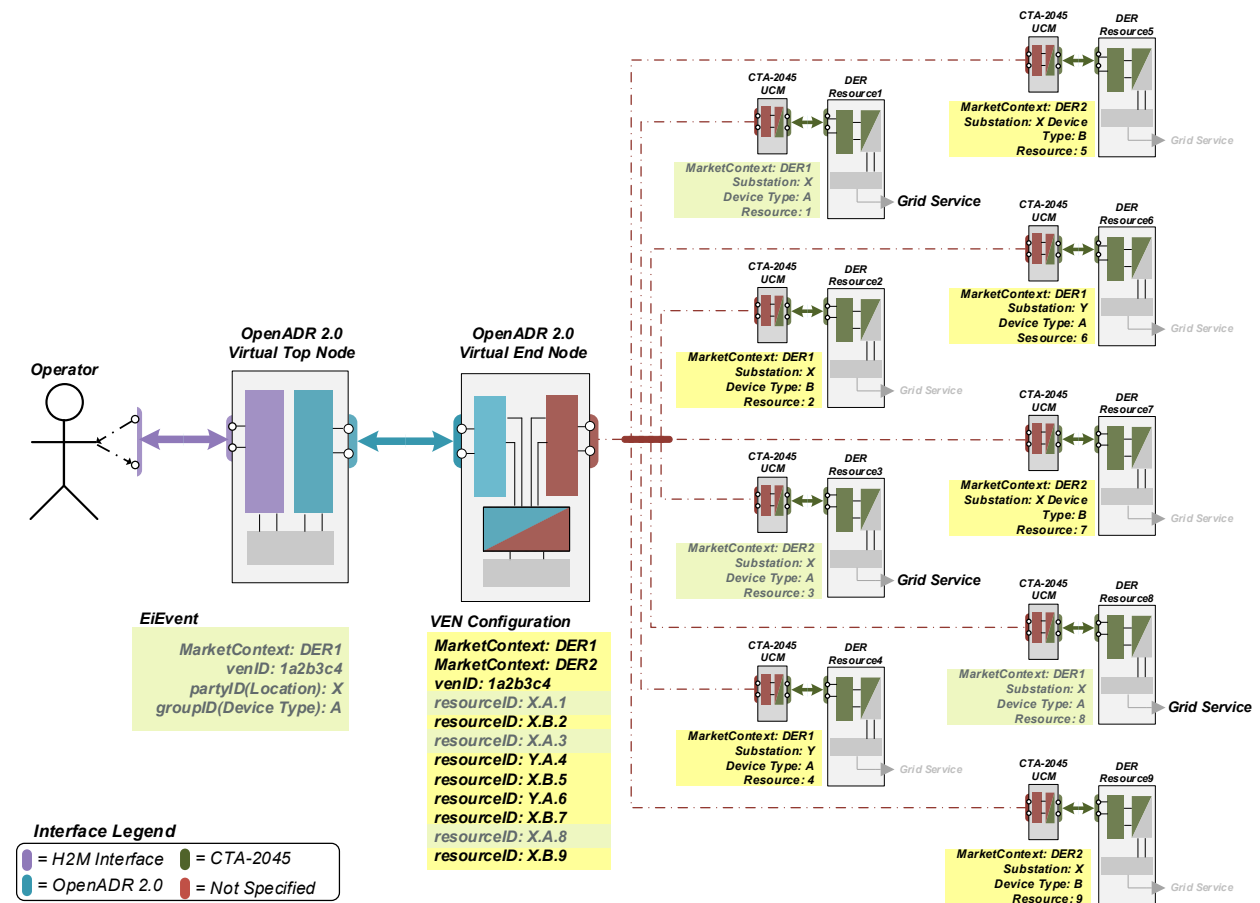 Operator
OpenADR 2.0
Virtual Top Node
OpenADR 2.0
Virtual End Node
EiEvent
MarketContext: DER1
venID: 1a2b3c4
partyID(Location): X
groupID(Device Type): A
VEN Configuration
MarketContext: DER1
MarketContext: DER2
venID: 1a2b3c4
resourceID: X.A.1
resourceID: X.B.2
resourceID: X.A.3
resourceID: Y.A.4
resourceID: X.B.5
resourceID: Y.A.6
resourceID: X.B.7
resourceID: X.A.8
resourceID: X.B.9
Interface Legend
= H2M Interface
= CTA-2045
= OpenADR 2.0
= Not Specified
CTA-2045
UCM
DER
Resource1
MarketContext: DER1
Substation: X
Device Type: A
Resource: 1
Grid Service
CTA-2045
UCM
DER
Resource2
MarketContext: DER1
Substation: X
Device Type: B
Resource: 2
Grid Service
CTA-2045
UCM
DER
Resource3
MarketContext: DER2
Substation: X
Device Type: A
Resource: 3
Grid Service
CTA-2045
UCM
DER
Resource4
MarketContext: DER1
Substation: Y
Device Type: A
Resource: 4
Grid Service
CTA-2045
UCM
DER
Resource5
MarketContext: DER2
Substation: X Device
Type: B
Resource: 5
Grid Service
CTA-2045
UCM
DER
Resource6
MarketContext: DER1
Substation: Y
Device Type: A
Sesource: 6
Grid Service
CTA-2045
UCM
DER
Resource7
MarketContext: DER2
Substation: X Device
Type: B
Resource: 7
Grid Service
CTA-2045
UCM
DER
Resource8
MarketContext: DER1
Substation: X
Device Type: A
Resource: 8
Grid Service
CTA-2045
UCM
DER
Resource9
MarketContext: DER2
Substation: X
Device Type: B
Resource: 9
Grid Service